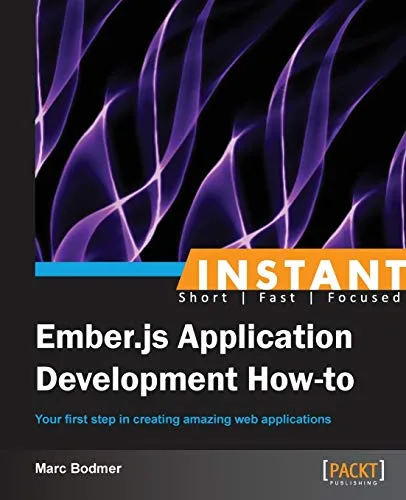 INSTANT
Short | Fast | Focused
Ember.js Application
Development How-to
Your first step in creating amazing web applications
Marc Bodmer
[PACKT]
PUBLISHING